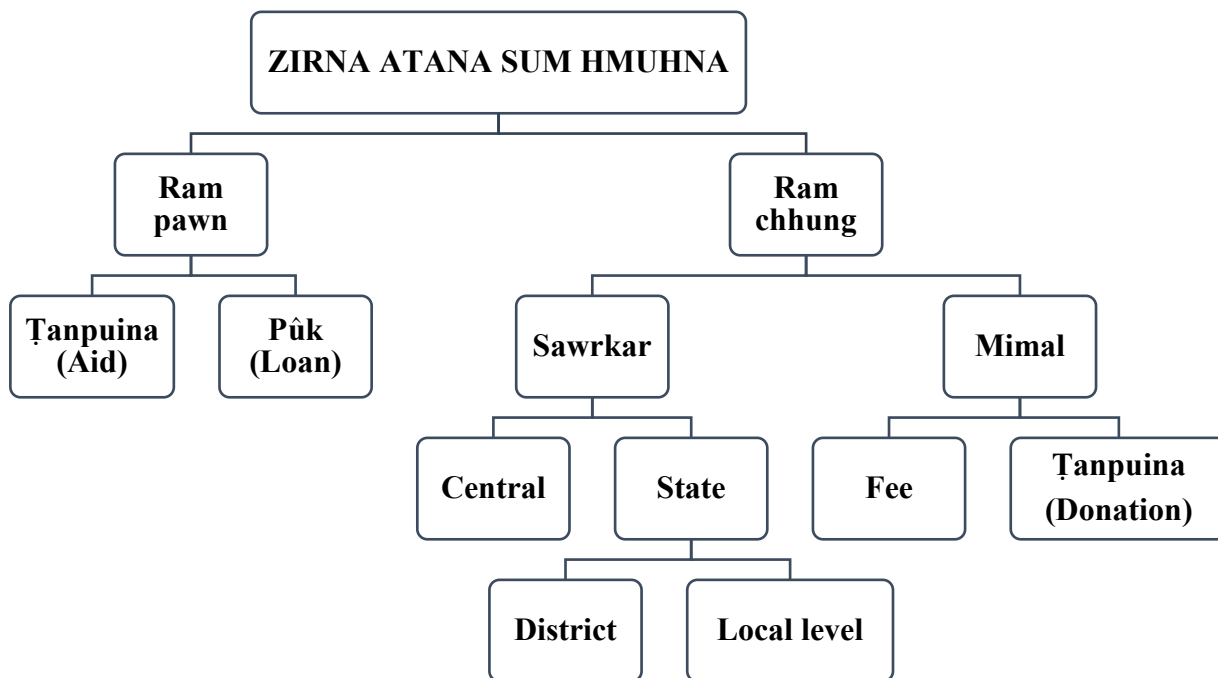 ZIRNA ATANA SUM HMUHNA
Ram
pawn
Ram
chhung
Ṭanpuina
(Aid)
Pûk
(Loan)
Sawrkar
Mimal
Central
State
Fee
Ṭanpuina
(Donation)
District
Local level